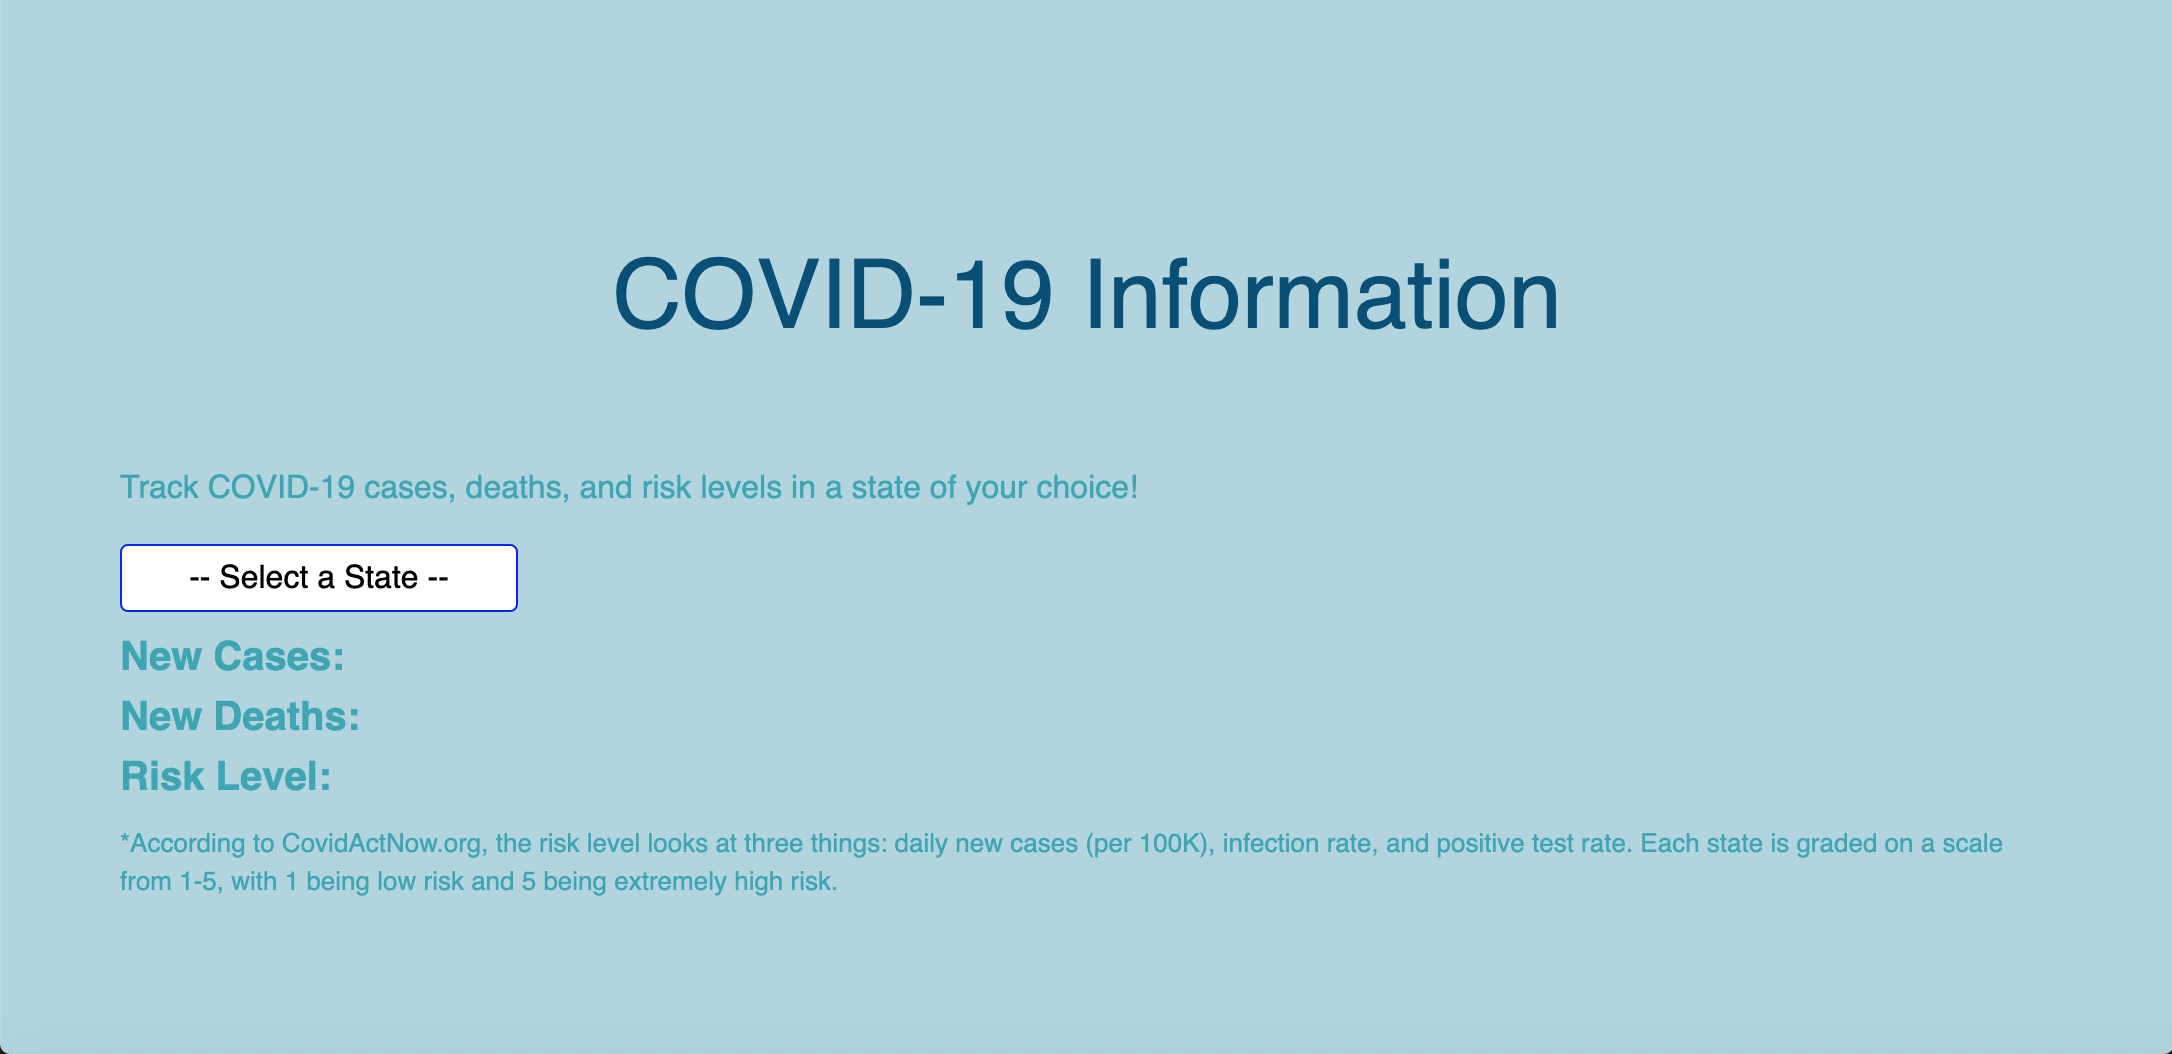 COVID-19 Information
Track COVID-19 cases, deaths, and risk levels in a state of your choice!
-- Select a State --
New Cases:
New Deaths:
Risk Level:
*According to CovidActNow.org, the risk level looks at three things: daily new cases (per 100K), infection rate, and positive test rate. Each state is graded on a scale
from 1-5, with 1 being low risk and 5 being extremely high risk.